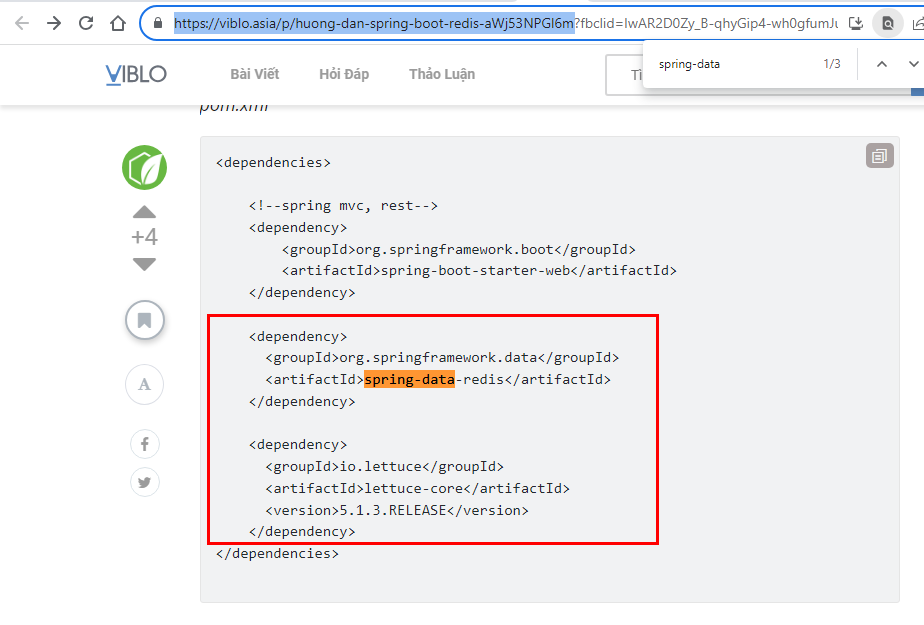 https://viblo.asia/p/huong-dan-spring-boot-redis-aWj53NPGl6m?fbclid=IwAR2D0Zy_B-qhyGip4-wh0gfumJu
spring-data
1/3
VIBLO
Bài Viết
Hỏi Đáp
Thảo Luận
Tì
pom.xml
<dependencies>
<!--spring mvc, rest-->
<dependency>
<groupId>org.springframework.boot</groupId>
<artifactId>spring-boot-starter-web</artifactId>
</dependency>
<dependency>
<groupId>org.springframework.data</groupId>
<artifactId>spring-data-redis</artifactId>
</dependency>
<dependency>
<groupId>io.lettuce</groupId>
<artifactId>lettuce-core</artifactId>
<version>5.1.3.RELEASE</version>
</dependency>
</dependencies>
+4
A